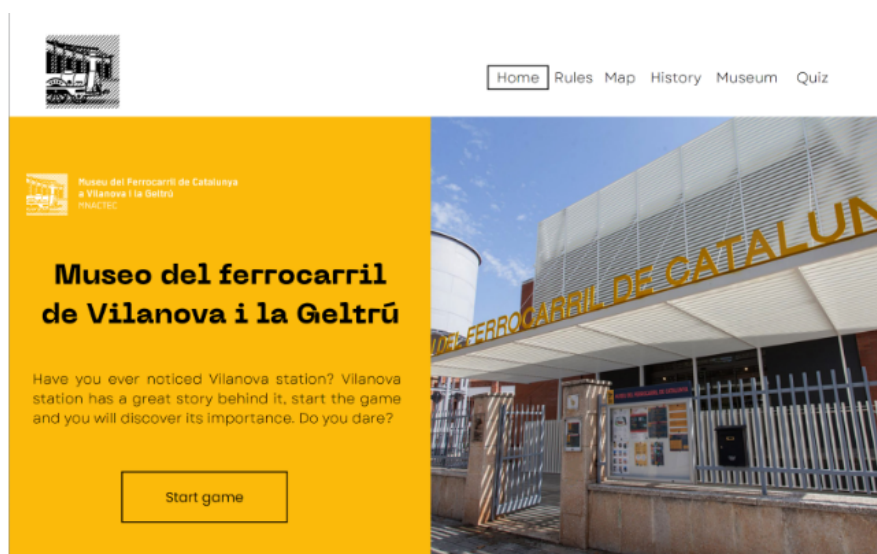 Home Rules Map History Museum Quiz
Museu del Ferrocarril de Catalunya
a Vilanova i la Geltrú
MNACTEC
Museo del ferrocarril
de Vilanova i la Geltrú
Have you ever noticed Vilanova station? Vilanova
station has a great story behind it, start the game
and you will discover its importance. Do you dare?
Start game
DEL FERROCARRIL DE CATALUN